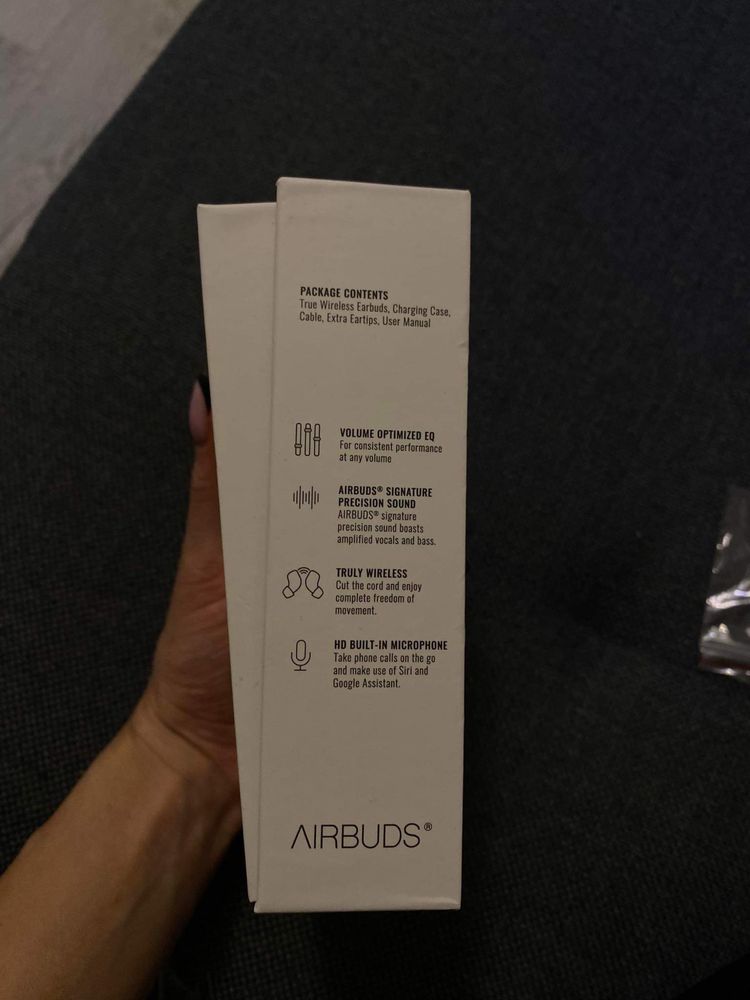 PACKAGE CONTENTS
True Wireless Earbuds, Charging Case,
Cable, Extra Eartips, User Manual
VOLUME OPTIMIZED EQ
For consistent performance
at any volume
AIRBUDS® SIGNATURE
PRECISION SOUND
AIRBUDS® signature
precision sound boasts
amplified vocals and bass.
TRULY WIRELESS
Cut the cord and enjoy
complete freedom of
movement.
HD BUILT-IN MICROPHONE
Take phone calls on the go
and make use of Siri and
Google Assistant.
AIRBUDS®